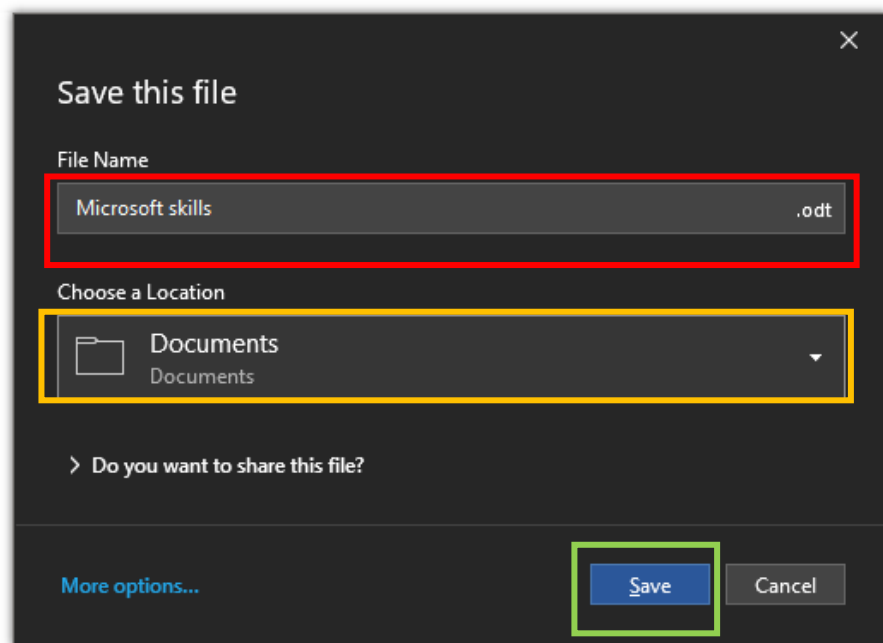 Save this file
File Name
Microsoft skills .odt
Choose a Location
Documents
Documents
Do you want to share this file?
More options... Save Cancel